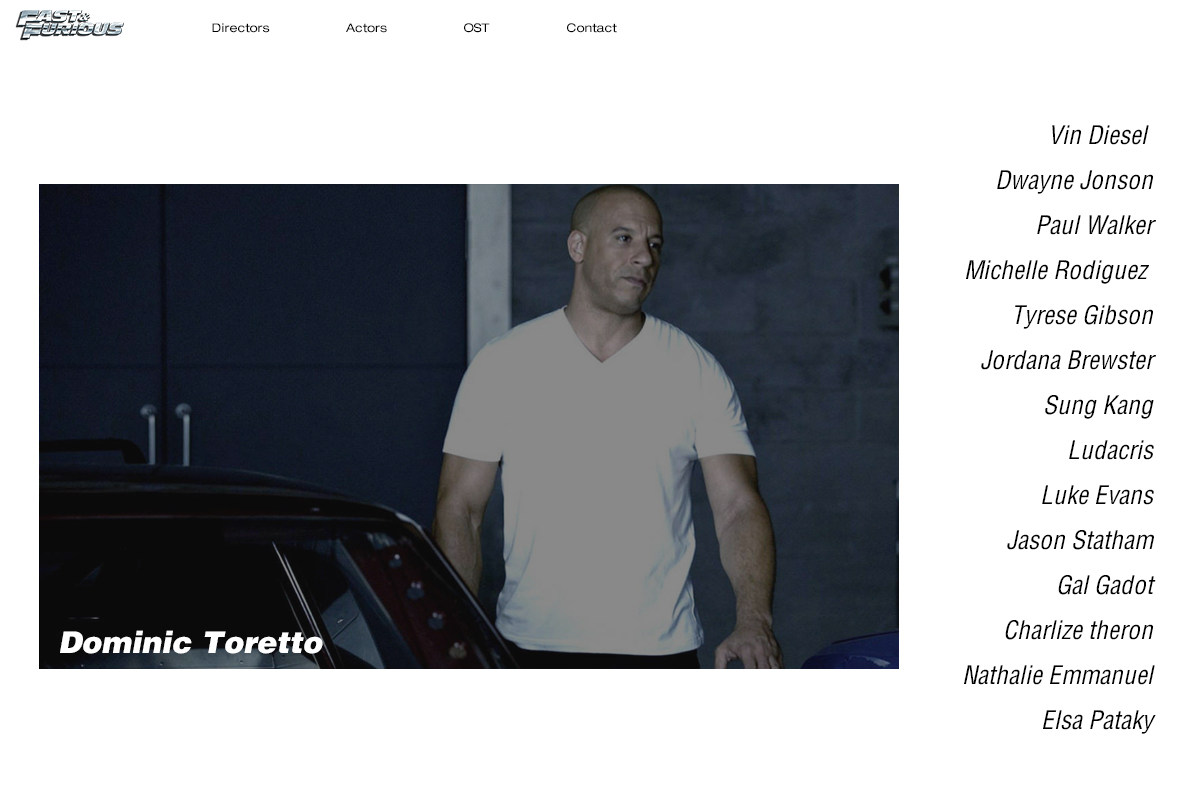 FAST&
FURIOUS
Directors Actors OST Contact
Vin Diesel
Dwayne Jonson
Paul Walker
Michelle Rodiguez
Tyrese Gibson
Jordana Brewster
Sung Kang
Ludacris
Luke Evans
Jason Statham
Gal Gadot
Charlize theron
Nathalie Emmanuel
Elsa Pataky
Dominic Toretto